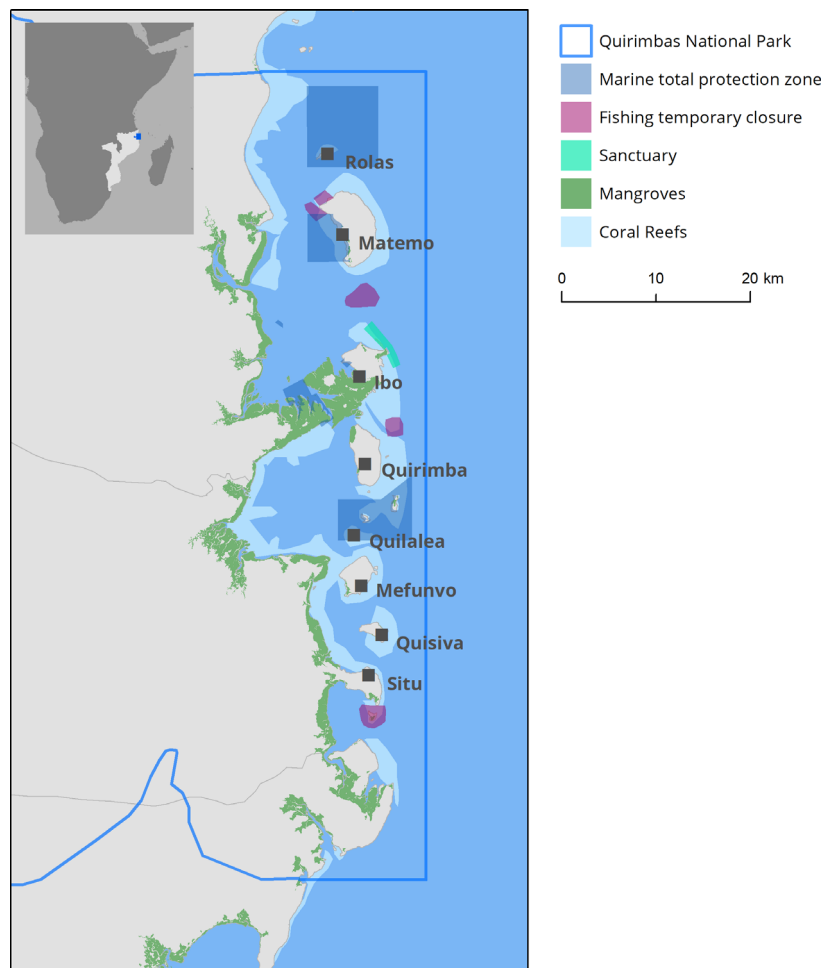 Quirimbas National Park
Marine total protection zone
Fishing temporary closure
Sanctuary
Mangroves
Coral Reefs
0 10 20 km
Rolas
Matemo
Ibo
Quirimba
Quilalea
Mefunvo
Quisiva
Situ